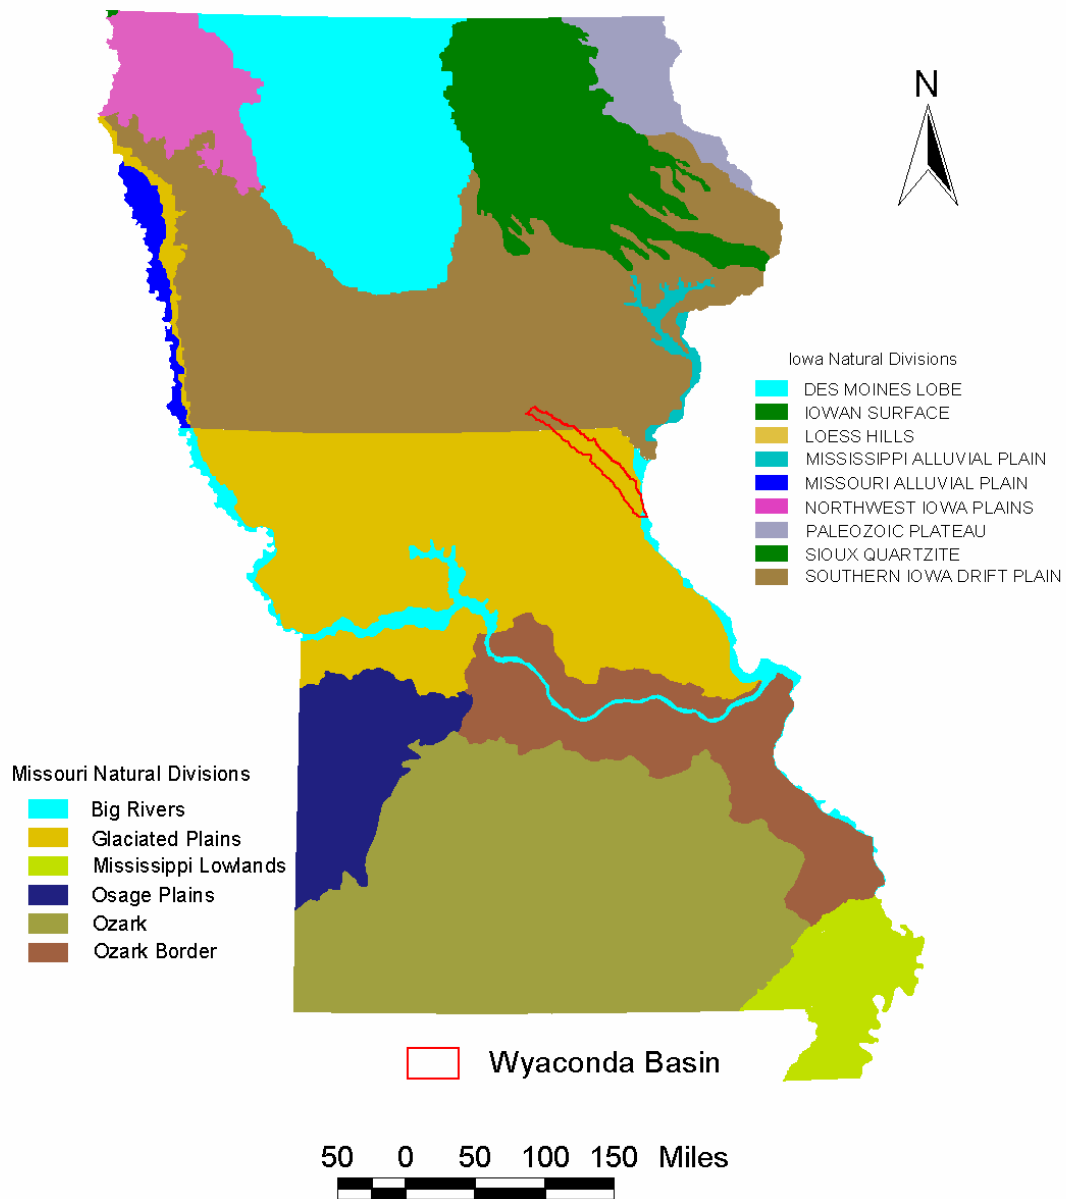 N
Iowa Natural Divisions
DES MOINES LOBE
IOWAN SURFACE
LOESS HILLS
MISSISSIPPI ALLUVIAL PLAIN
MISSOURI ALLUVIAL PLAIN
NORTHWEST IOWA PLAINS
PALEOZOIC PLATEAU
SIOUX QUARTZITE
SOUTHERN IOWA DRIFT PLAIN
Missouri Natural Divisions
Big Rivers
Glaciated Plains
Mississippi Lowlands
Osage Plains
Ozark
Ozark Border
Wyaconda Basin
50 0 50 100 150 Miles